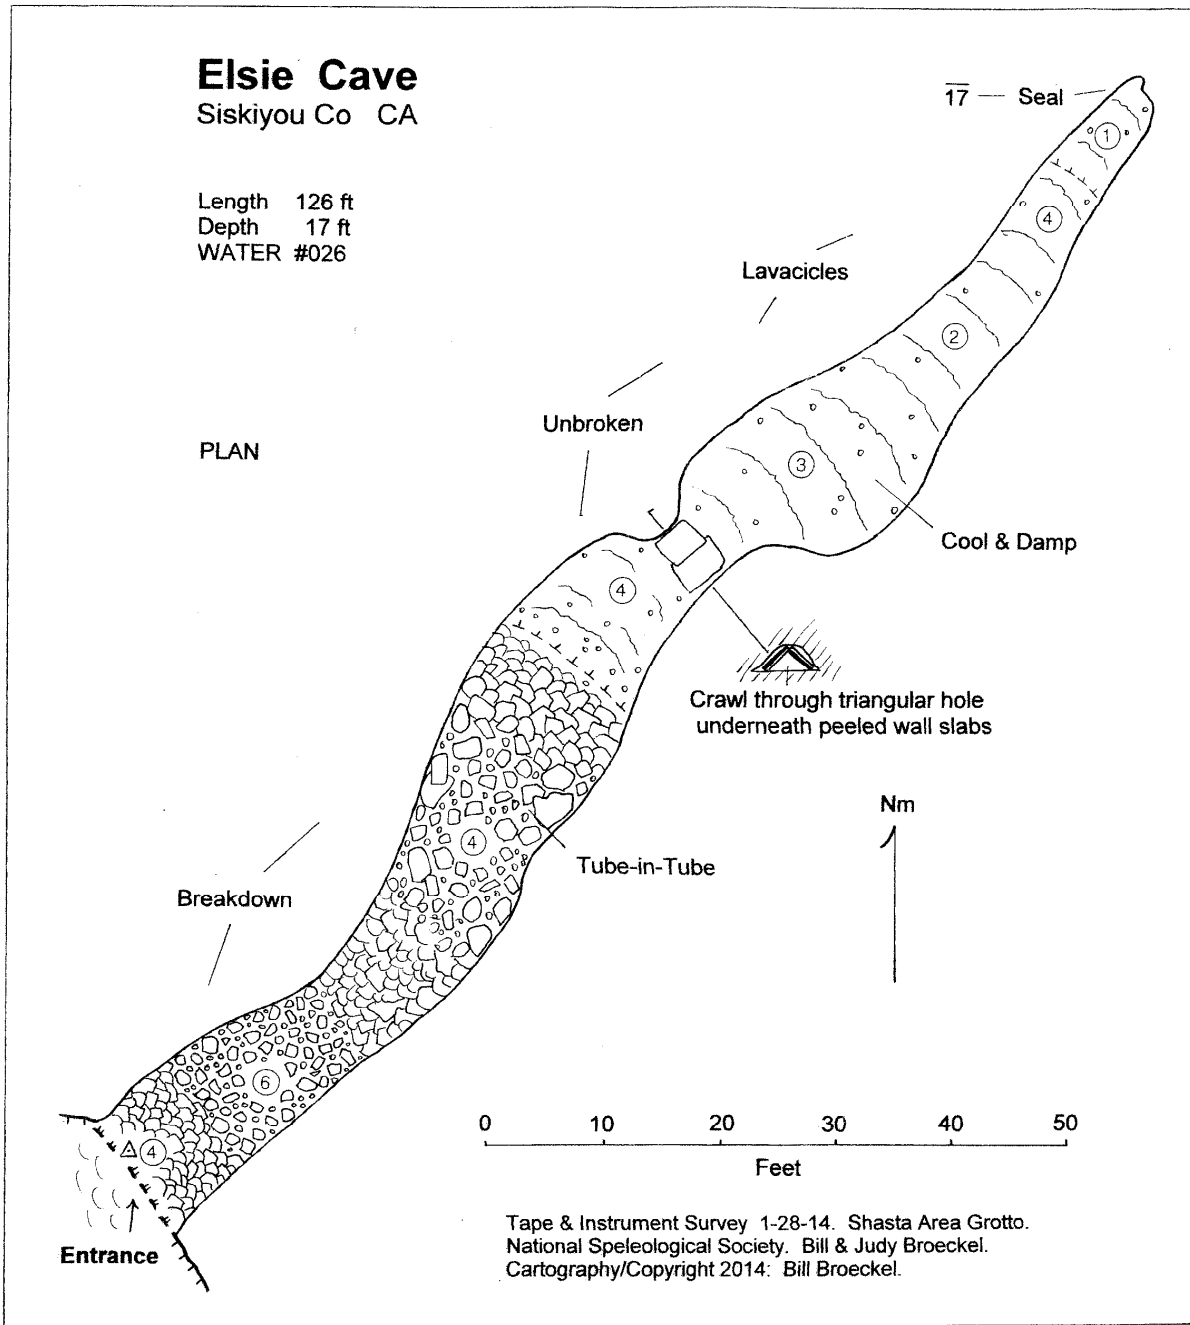 Elsie Cave
Siskiyou Co CA
Length 126 ft
Depth 17 ft
WATER #026
17 Seal
1
4
Lavacicles
2
Unbroken
PLAN
3
Cool & Damp
4
Crawl through triangular hole
underneath peeled wall slabs
Nm
4
Tube-in-Tube
Breakdown
6
0 10 20 30 40 50
Feet
4
Entrance
Tape & Instrument Survey 1-28-14. Shasta Area Grotto.
National Speleological Society. Bill & Judy Broeckel.
Cartography/Copyright 2014: Bill Broeckel.